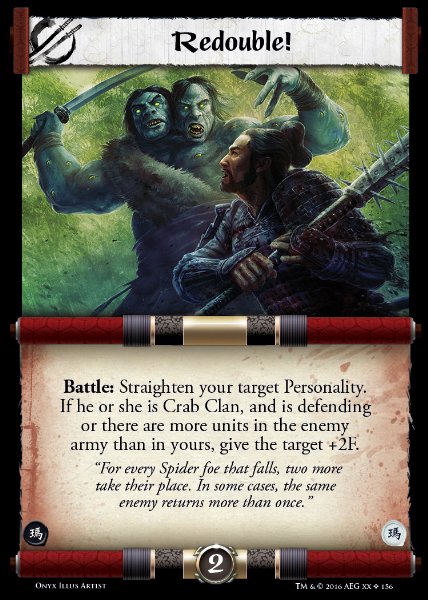 Redouble!
Battle: Straighten your target Personality.
If he or she is Crab Clan, and is defending
or there are more units in the enemy
army than in yours, give the target +2F.
“For every Spider foe that falls, two more
take their place. In some cases, the same
enemy returns more than once.”
瑪
瑪
2
Onyx Illus Artist
TM & © 2016 AEG XX ❖ 156